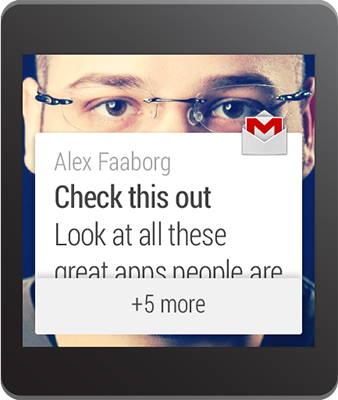 Alex Faaborg
Check this out
Look at all these
great apps people are
+5 more